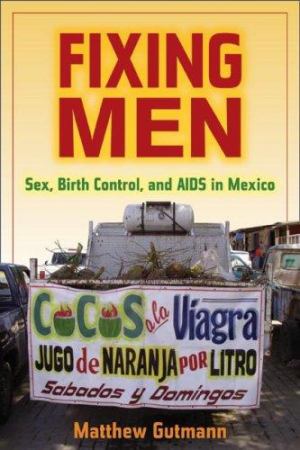 FIXING
MEN
Sex, Birth Control, and AIDS in Mexico
COCOS a la Viagra
JUGO de NARANJA POR LITRO
Sabados y Domingos
Matthew Gutmann